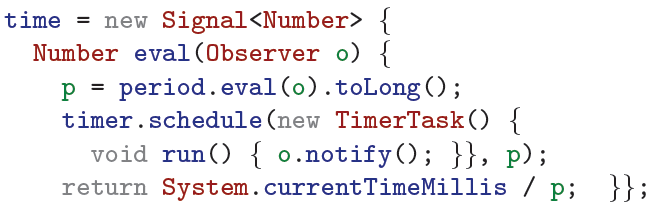 time = new Signal<Number> {
  Number eval(Observer o) {
    p = period.eval(o).toLong();
    timer.schedule(new TimerTask() {
      void run() { o.notify(); }}, p);
    return System.currentTimeMillis / p;  }};